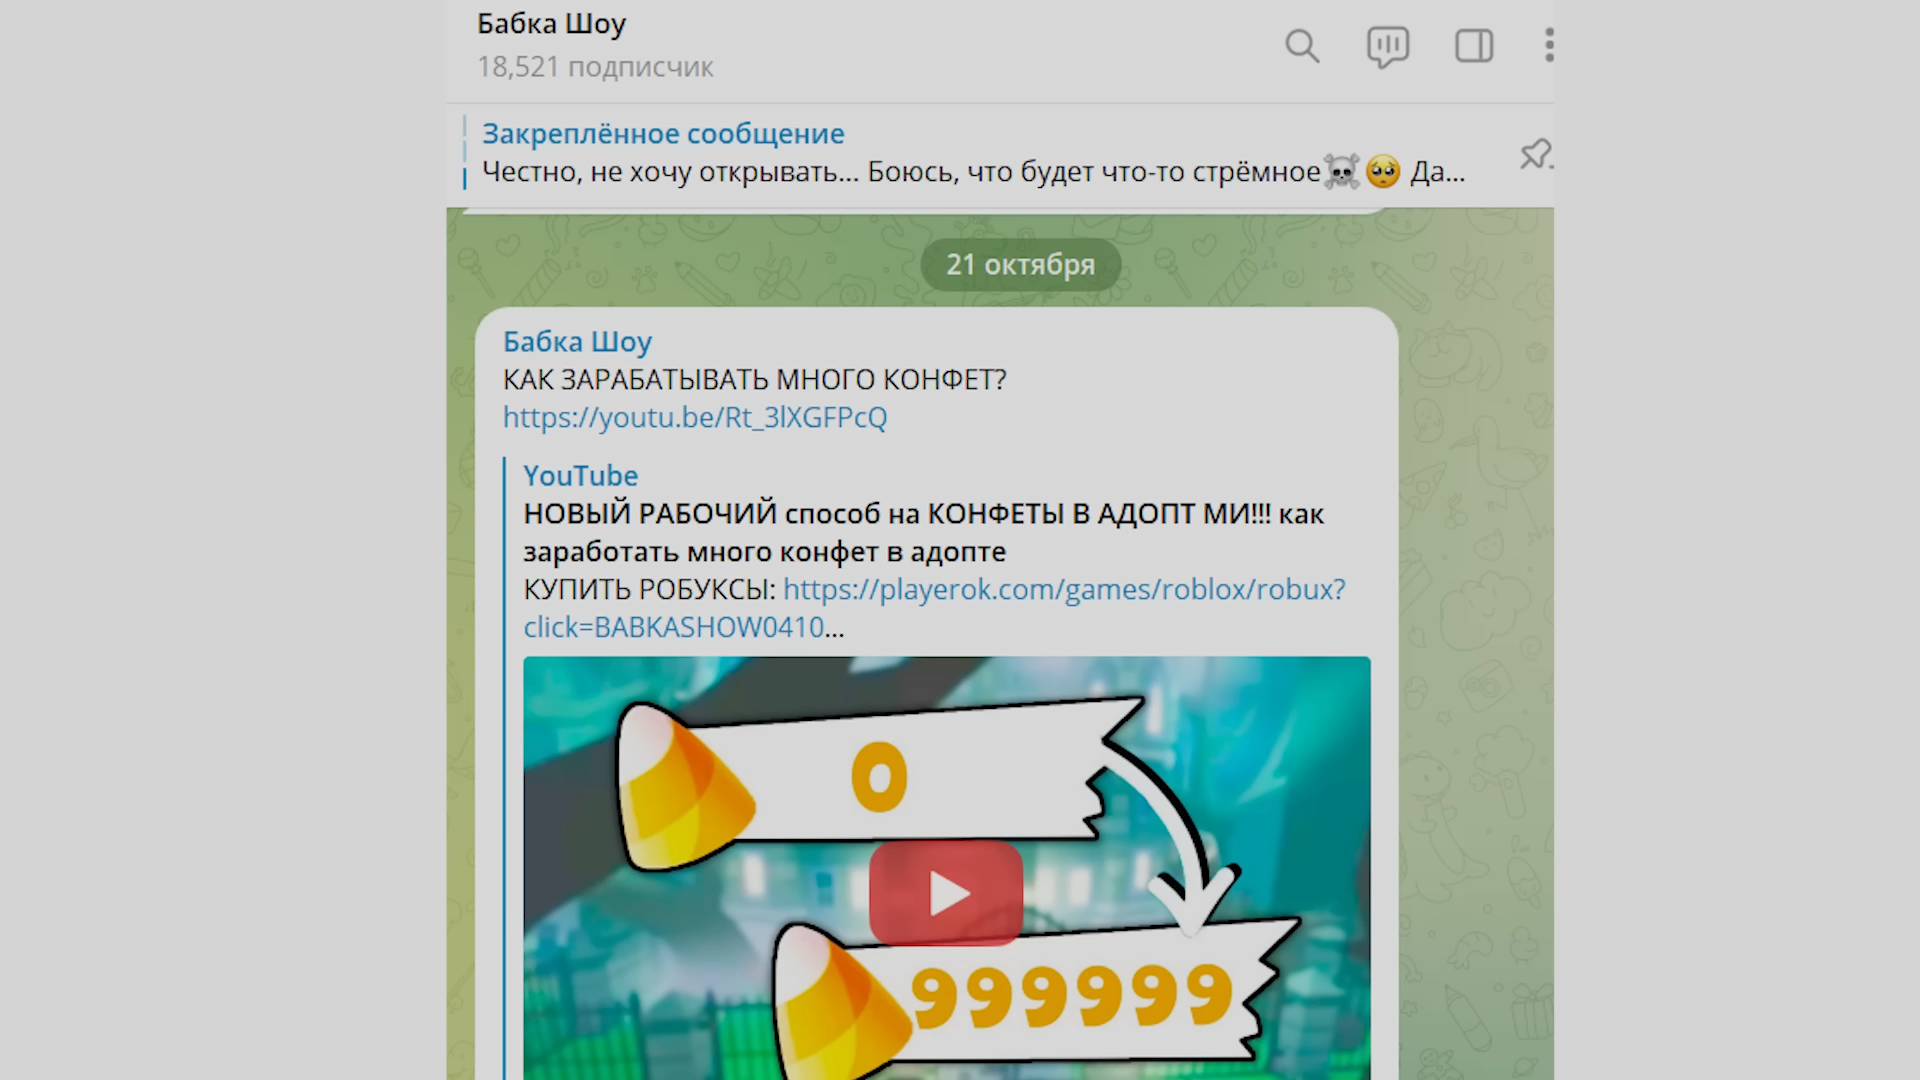 Бабка Шоу
18,521 подписчик
Закреплённое сообщение
Честно, не хочу открывать... Боюсь, что будет что-то стрёмное☠️🥺 Да...
21 октября
Бабка Шоу
КАК ЗАРАБАТЫВАТЬ МНОГО КОНФЕТ?
https://youtu.be/Rt_3lXGFPcQ
YouTube
НОВЫЙ РАБОЧИЙ способ на КОНФЕТЫ В АДОПТ МИ!!! как
заработать много конфет в адопте
КУПИТЬ РОБУКСЫ: https://playerok.com/games/roblox/robux?
click=BABKASHOW0410...
0
999999